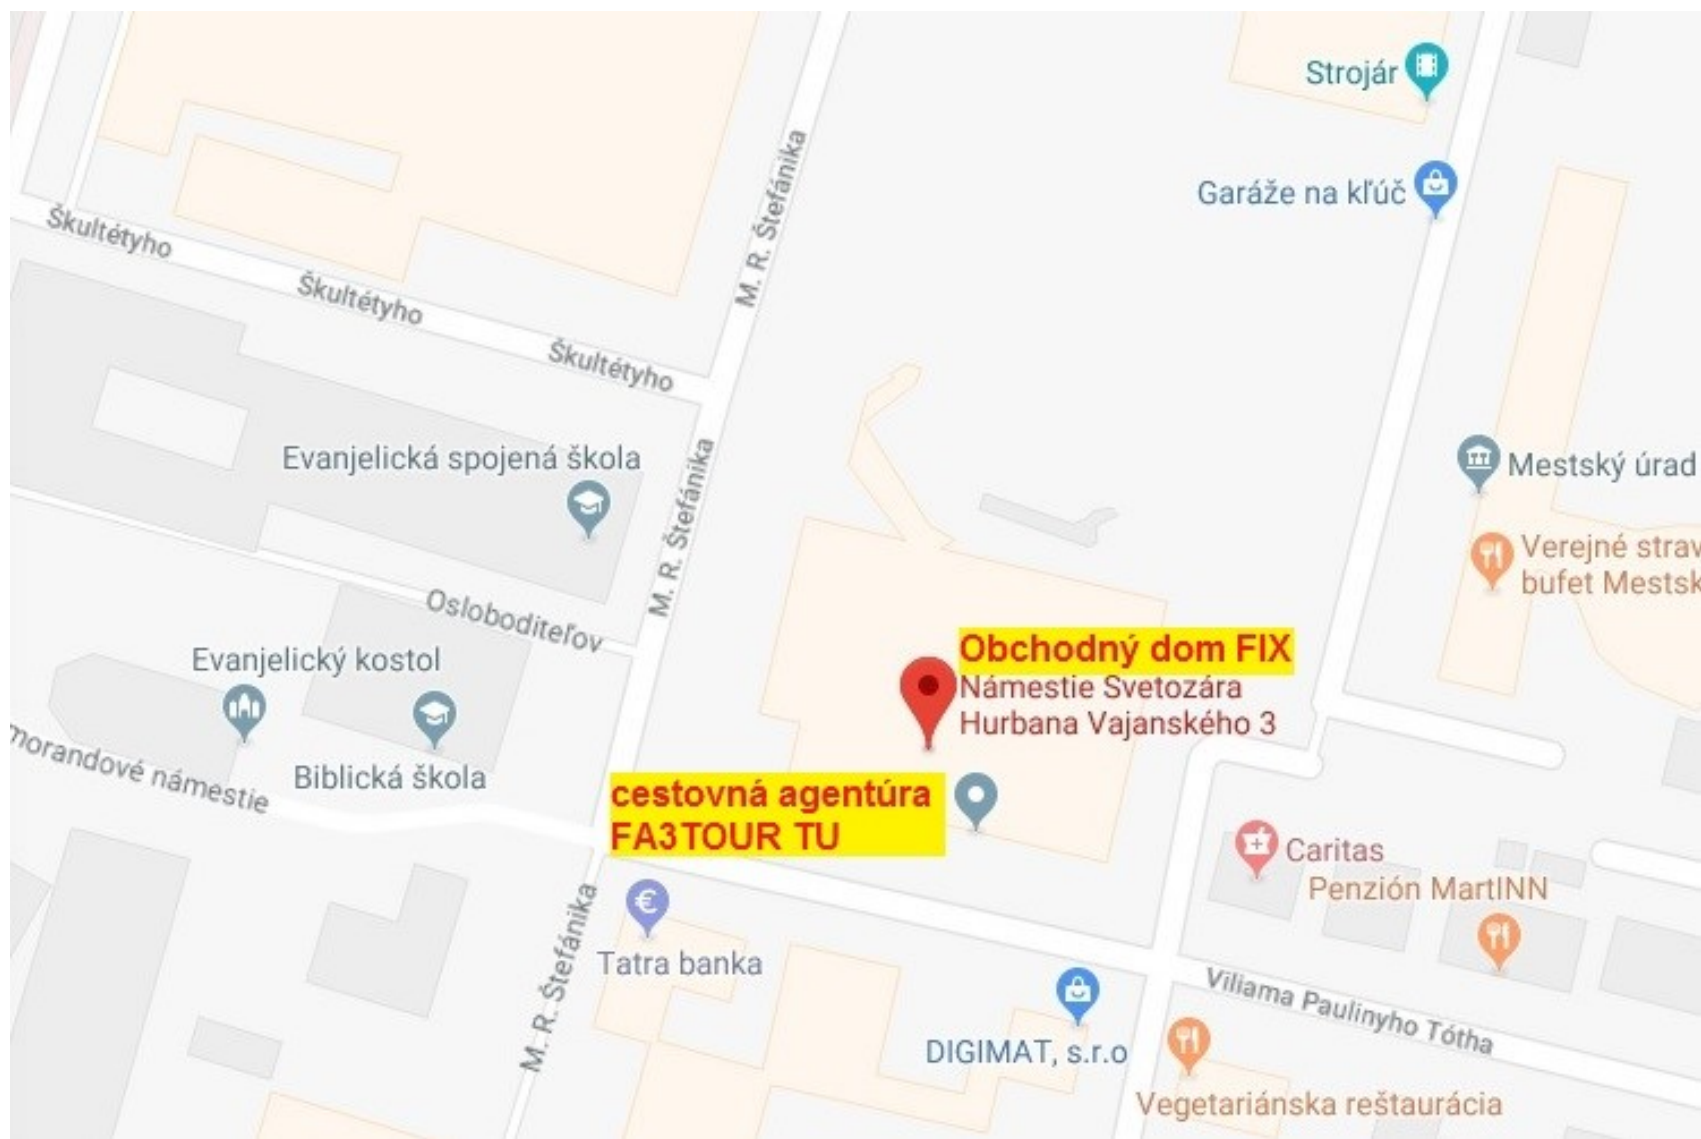 Strojár
M. R. Štefánika
Garáže na kľúč
Škultétyho
Škultétyho
Škultétyho
Evanjelická spojená škola
M. R. Štefánika
Mestský úrad
Verejné strav
bufet Mestsk
Osloboditeľov
Evanjelický kostol
Obchodný dom FIX
Námestie Svetozára
Hurbana Vajanského 3
morandové námestie
Biblická škola
cestovná agentúra
FA3TOUR TU
Caritas
Penzión MartINN
M. R. Štefánika
Tatra banka
Viliama Paulinyho Tótha
DIGIMAT, s.r.o
Vegetariánska reštaurácia